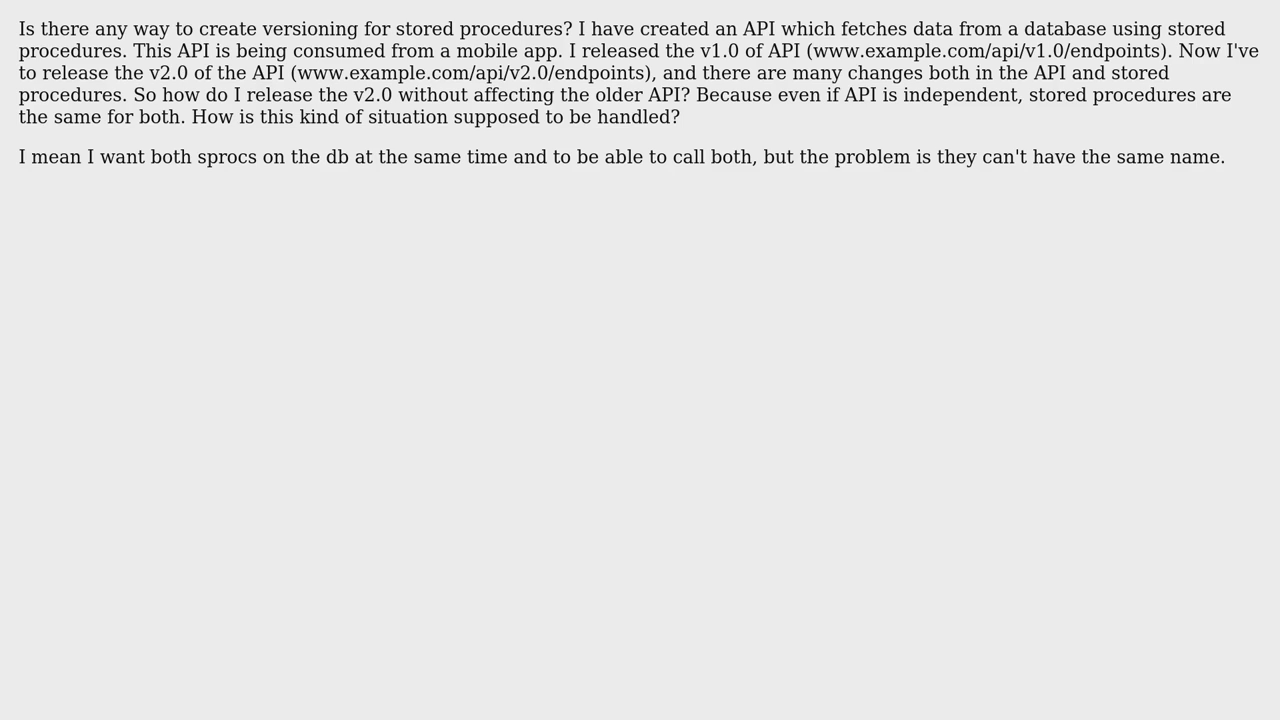 Is there any way to create versioning for stored procedures? I have created an API which fetches data from a database using stored
procedures. This API is being consumed from a mobile app. I released the v1.0 of API (www.example.com/api/v1.0/endpoints). Now I've
to release the v2.0 of the API (www.example.com/api/v2.0/endpoints), and there are many changes both in the API and stored
procedures. So how do I release the v2.0 without affecting the older API? Because even if API is independent, stored procedures are
the same for both. How is this kind of situation supposed to be handled?
I mean I want both sprocs on the db at the same time and to be able to call both, but the problem is they can't have the same name.